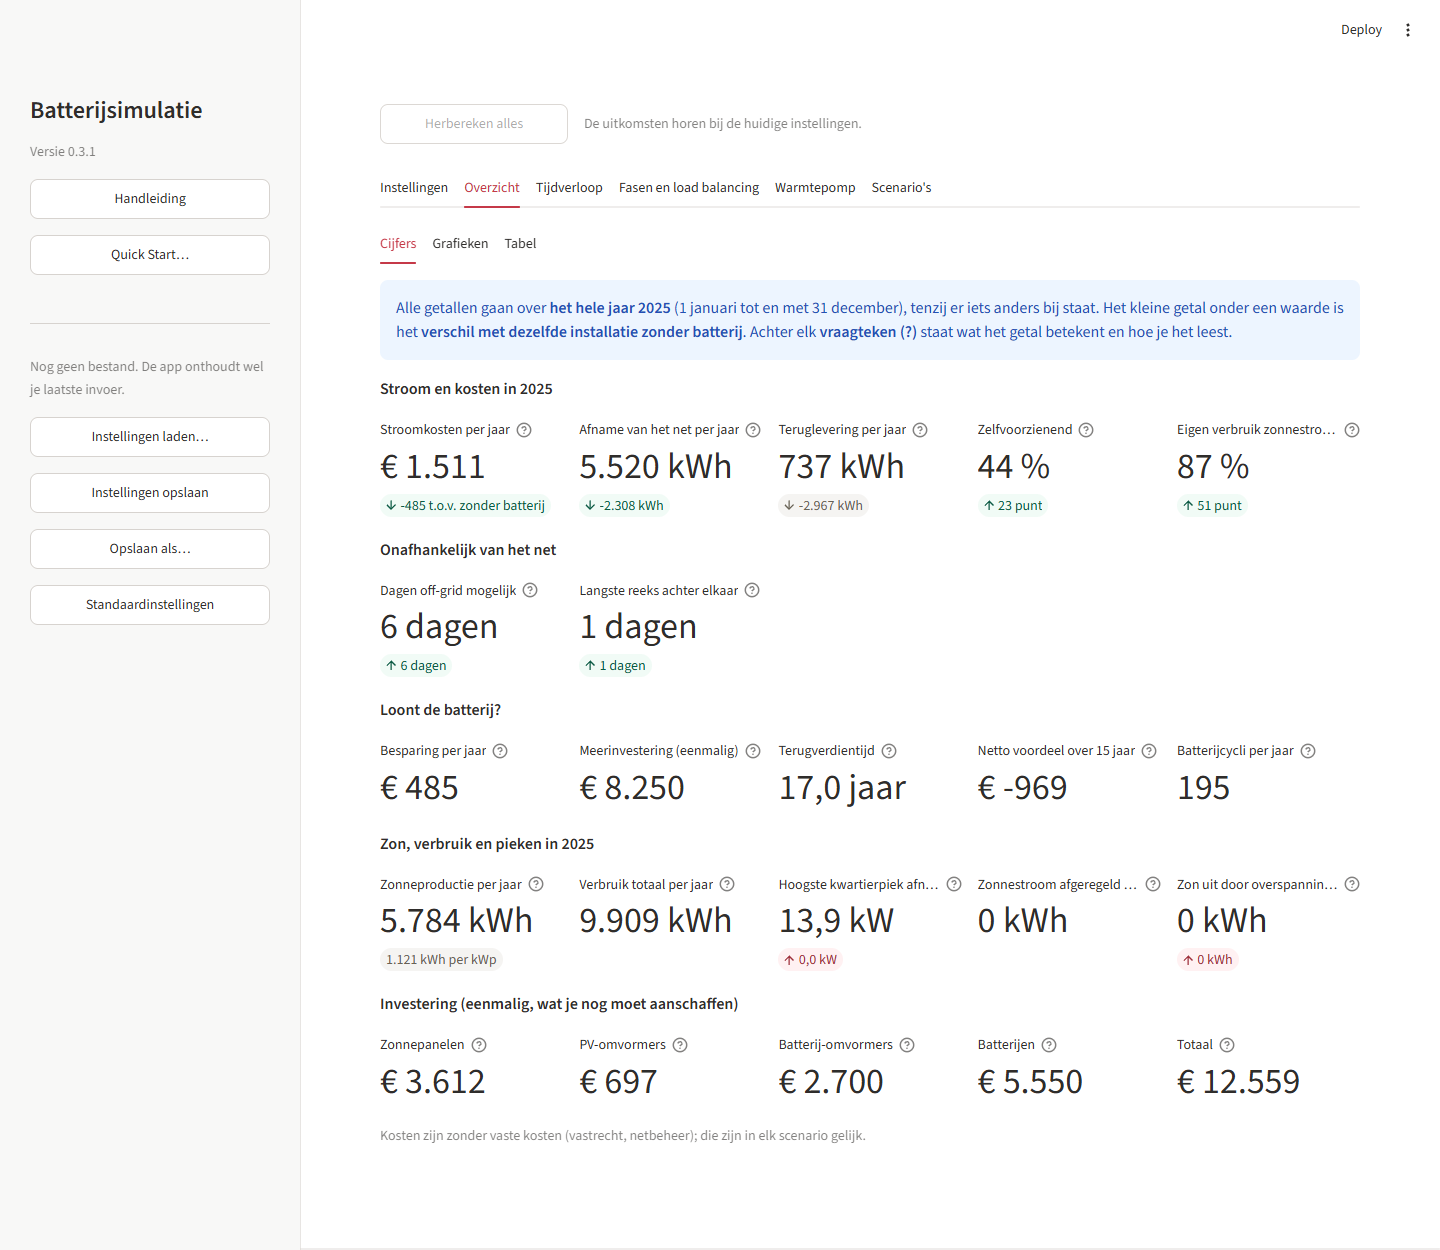 Deploy
Batterijsimulatie
Versie 0.3.1
Handleiding
Quick Start…
Nog geen bestand. De app onthoudt wel
je laatste invoer.
Instellingen laden…
Instellingen opslaan
Opslaan als…
Standaardinstellingen
Herbereken alles
De uitkomsten horen bij de huidige instellingen.
Instellingen Overzicht Tijdverloop Fasen en load balancing Warmtepomp Scenario's
Cijfers Grafieken Tabel
Alle getallen gaan over het hele jaar 2025 (1 januari tot en met 31 december), tenzij er iets anders bij staat. Het kleine getal onder een waarde is
het verschil met dezelfde installatie zonder batterij. Achter elk vraagteken (?) staat wat het getal betekent en hoe je het leest.
Stroom en kosten in 2025
Stroomkosten per jaar
€ 1.511
↓ -485 t.o.v. zonder batterij
Afname van het net per jaar
5.520 kWh
↓ -2.308 kWh
Teruglevering per jaar
737 kWh
↓ -2.967 kWh
Zelfvoorzienend
44 %
↑ 23 punt
Eigen verbruik zonnestro…
87 %
↑ 51 punt
Onafhankelijk van het net
Dagen off-grid mogelijk
6 dagen
↑ 6 dagen
Langste reeks achter elkaar
1 dagen
↑ 1 dagen
Loont de batterij?
Besparing per jaar
€ 485
Meerinvestering (eenmalig)
€ 8.250
Terugverdientijd
17,0 jaar
Netto voordeel over 15 jaar
€ -969
Batterijcycli per jaar
195
Zon, verbruik en pieken in 2025
Zonneproductie per jaar
5.784 kWh
1.121 kWh per kWp
Verbruik totaal per jaar
9.909 kWh
Hoogste kwartierpiek afn…
13,9 kW
↑ 0,0 kW
Zonnestroom afgeregeld …
0 kWh
Zon uit door overspannin…
0 kWh
↑ 0 kWh
Investering (eenmalig, wat je nog moet aanschaffen)
Zonnepanelen
€ 3.612
PV-omvormers
€ 697
Batterij-omvormers
€ 2.700
Batterijen
€ 5.550
Totaal
€ 12.559
Kosten zijn zonder vaste kosten (vastrecht, netbeheer); die zijn in elk scenario gelijk.